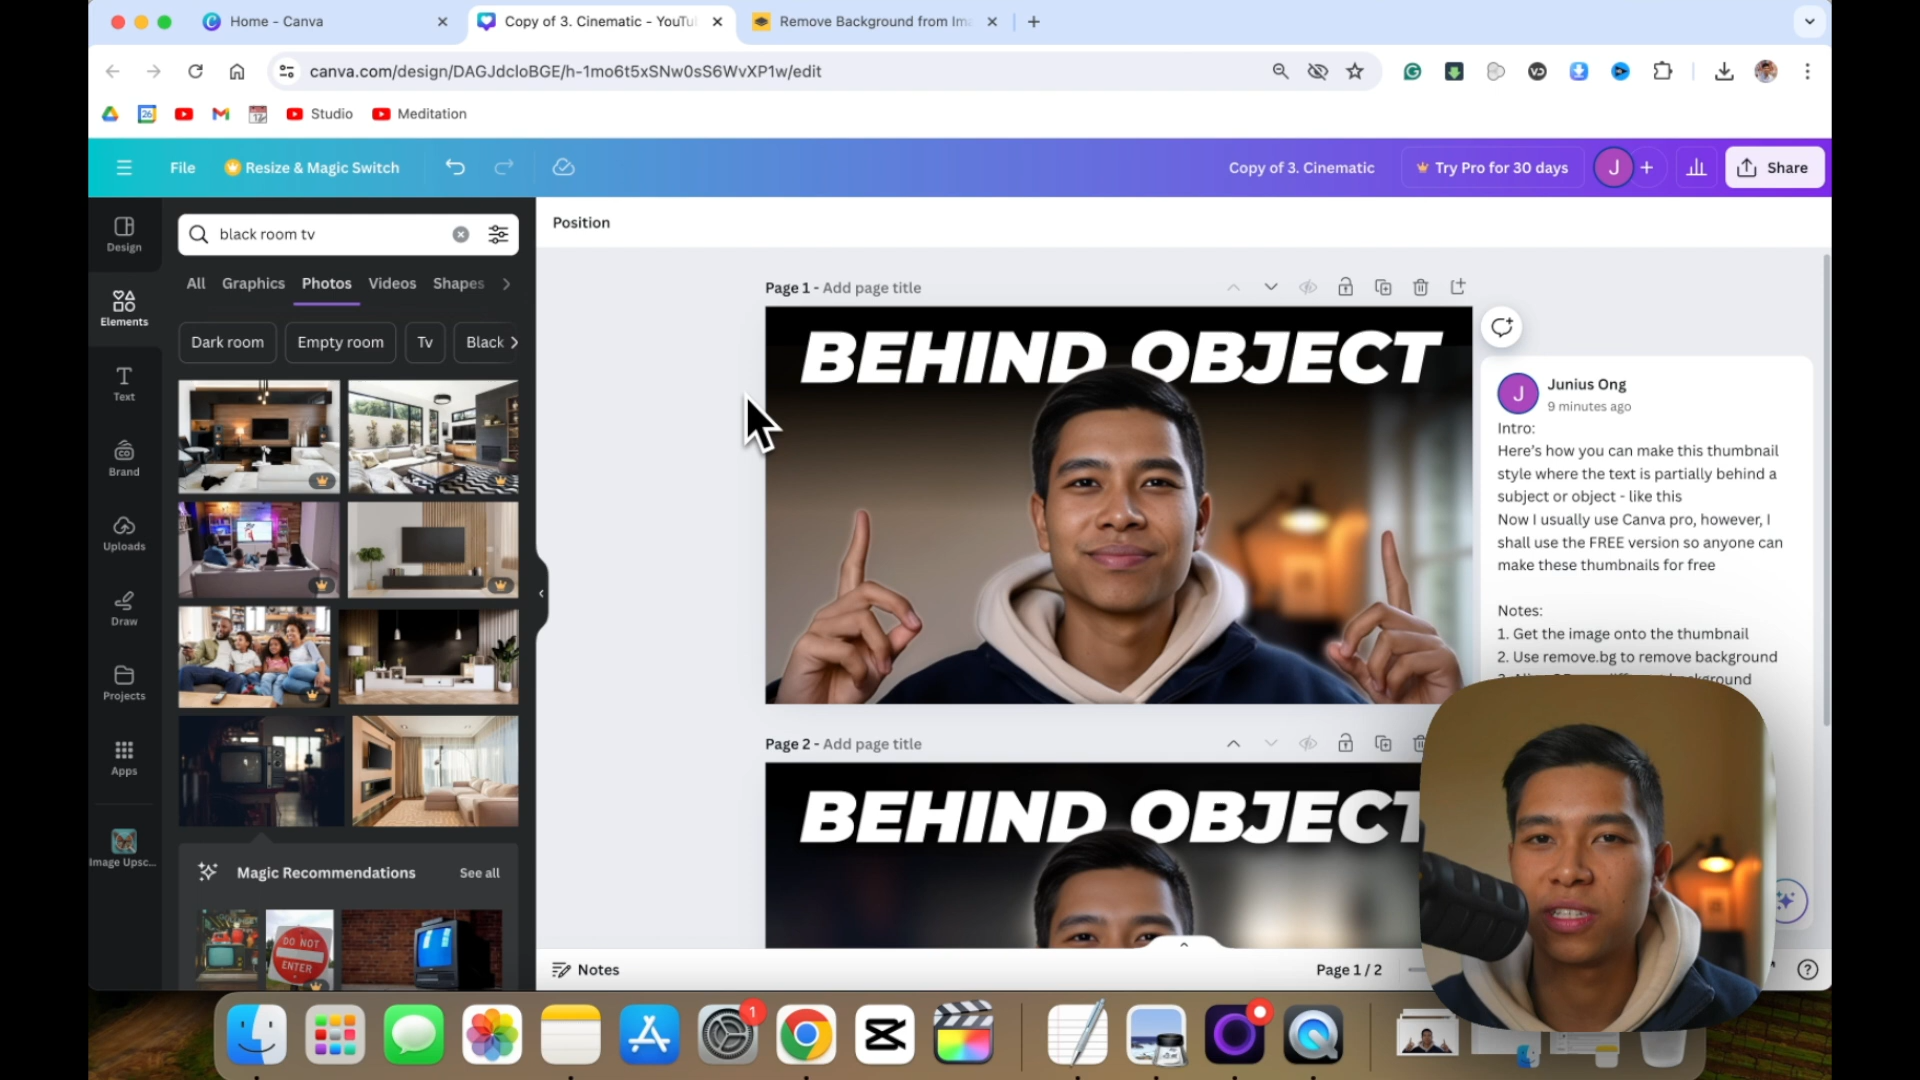 Home - Canva
Copy of 3. Cinematic - YouTu
Remove Background from Im
canva.com/design/DAGJdcloBGE/h-1mo6t5xSNw0sS6WvXP1w/edit
Studio
Meditation
File
Resize & Magic Switch
Copy of 3. Cinematic
Try Pro for 30 days
J
Share
Design
Elements
Text
Brand
Uploads
Draw
Projects
Apps
Image Upsc...
black room tv
All
Graphics
Photos
Videos
Shapes
Dark room
Empty room
Tv
Black
Magic Recommendations
See all
DO NOT
ENTER
Position
Page 1 - Add page title
BEHIND OBJECT
Page 2 - Add page title
BEHIND OBJECT
J
Junius Ong
9 minutes ago
Intro:
Here's how you can make this thumbnail
style where the text is partially behind a
subject or object - like this
Now I usually use Canva pro, however, I
shall use the FREE version so anyone can
make these thumbnails for free
Notes:
1. Get the image onto the thumbnail
2. Use remove.bg to remove background
Notes
Page 1 / 2
1